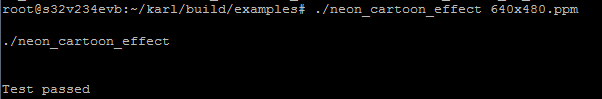 root@s32v234evb:~/karl/build/examples# ./neon_cartoon_effect 640x480.ppm
./neon_cartoon_effect
Test passed